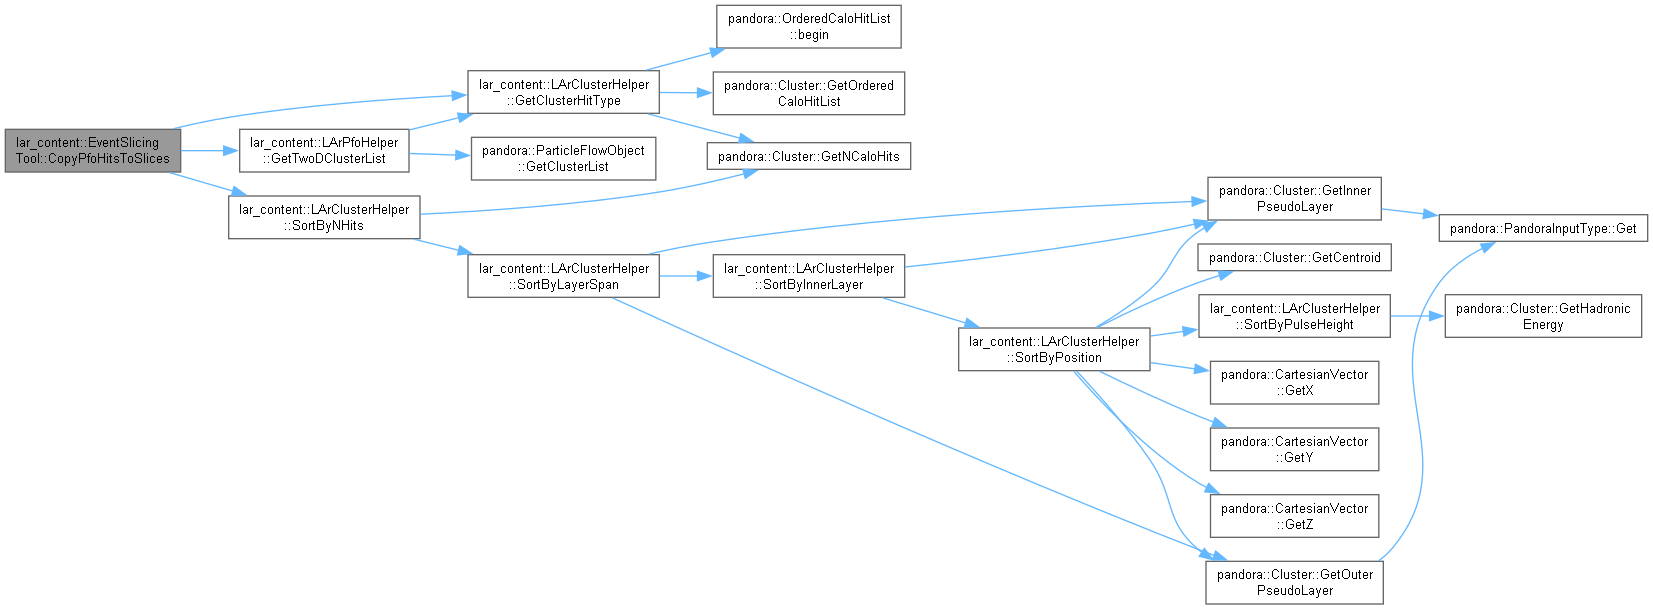 lar_content::EventSlicing
Tool::CopyPfoHitsToSlices
lar_content::LArClusterHelper
::GetClusterHitType
lar_content::LArPfoHelper
::GetTwoDClusterList
lar_content::LArClusterHelper
::SortByNHits
pandora::OrderedCaloHitList
::begin
pandora::Cluster::GetOrdered
CaloHitList
pandora::Cluster::GetNCaloHits
pandora::ParticleFlowObject
::GetClusterList
lar_content::LArClusterHelper
::SortByLayerSpan
lar_content::LArClusterHelper
::SortByInnerLayer
lar_content::LArClusterHelper
::SortByPosition
pandora::Cluster::GetInner
PseudoLayer
pandora::Cluster::GetCentroid
lar_content::LArClusterHelper
::SortByPulseHeight
pandora::CartesianVector
::GetX
pandora::CartesianVector
::GetY
pandora::CartesianVector
::GetZ
pandora::Cluster::GetOuter
PseudoLayer
pandora::PandoraInputType::Get
pandora::Cluster::GetHadronic
Energy